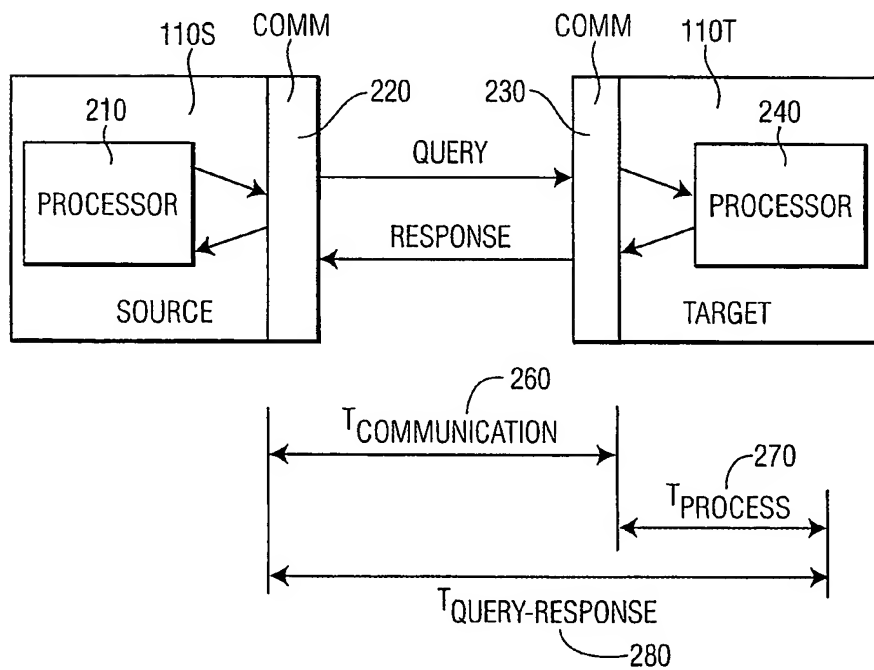 110S COMM COMM 110T
220 230
210 240
QUERY
PROCESSOR PROCESSOR
RESPONSE
SOURCE TARGET
260
TCOMMUNICATION
270
TPROCESS
TQUERY-RESPONSE
280